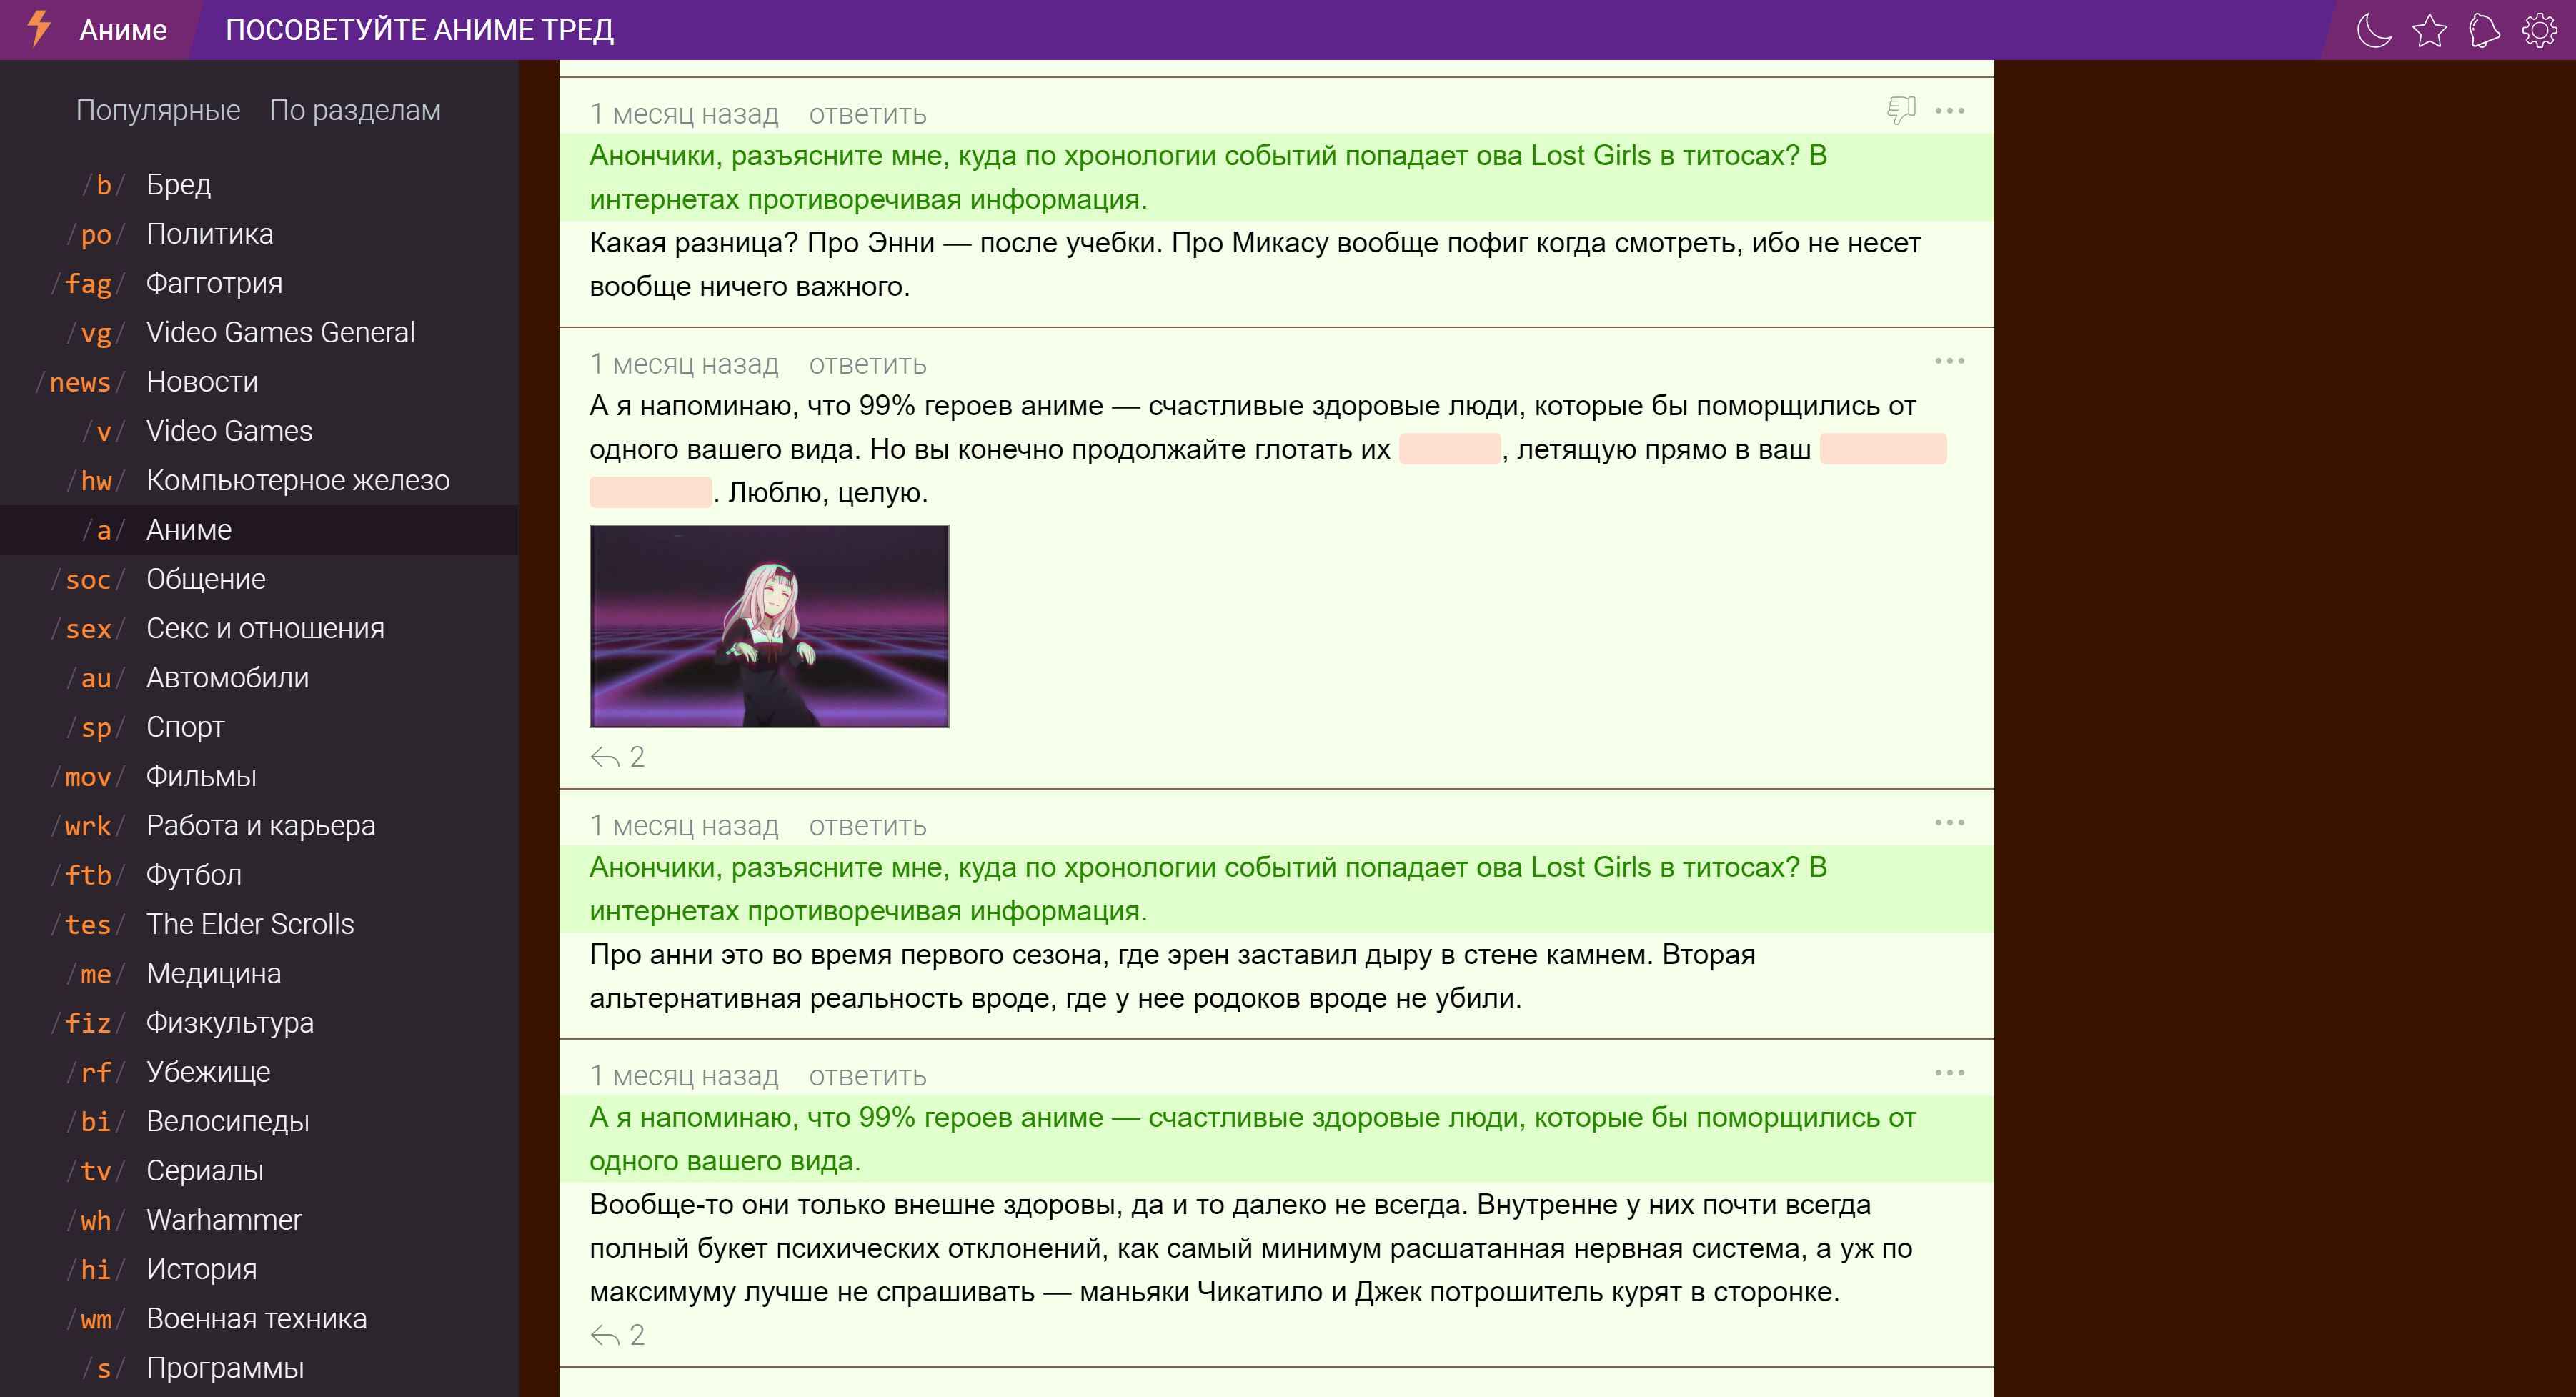 Аниме
ПОСОВЕТУЙТЕ АНИМЕ ТРЕД
Популярные По разделам
/b/ Бред
/po/ Политика
/fag/ Фагготрия
/vg/ Video Games General
/news/ Новости
/v/ Video Games
/hw/ Компьютерное железо
/a/ Аниме
/soc/ Общение
/sex/ Секс и отношения
/au/ Автомобили
/sp/ Спорт
/mov/ Фильмы
/wrk/ Работа и карьера
/ftb/ Футбол
/tes/ The Elder Scrolls
/me/ Медицина
/fiz/ Физкультура
/rf/ Убежище
/bi/ Велосипеды
/tv/ Сериалы
/wh/ Warhammer
/hi/ История
/wm/ Военная техника
/s/ Программы
1 месяц назад ответить
Анончики, разъясните мне, куда по хронологии событий попадает ова Lost Girls в титосах? В
интернетах противоречивая информация.
Какая разница? Про Энни — после учебки. Про Микасу вообще пофиг когда смотреть, ибо не несет
вообще ничего важного.
1 месяц назад ответить
А я напоминаю, что 99% героев аниме — счастливые здоровые люди, которые бы поморщились от
одного вашего вида. Но вы конечно продолжайте глотать их , летящую прямо в ваш
. Люблю, целую.
2
1 месяц назад ответить
Анончики, разъясните мне, куда по хронологии событий попадает ова Lost Girls в титосах? В
интернетах противоречивая информация.
Про анни это во время первого сезона, где эрен заставил дыру в стене камнем. Вторая
альтернативная реальность вроде, где у нее родоков вроде не убили.
1 месяц назад ответить
А я напоминаю, что 99% героев аниме — счастливые здоровые люди, которые бы поморщились от
одного вашего вида.
Вообще-то они только внешне здоровы, да и то далеко не всегда. Внутренне у них почти всегда
полный букет психических отклонений, как самый минимум расшатанная нервная система, а уж по
максимуму лучше не спрашивать — маньяки Чикатило и Джек потрошитель курят в сторонке.
2